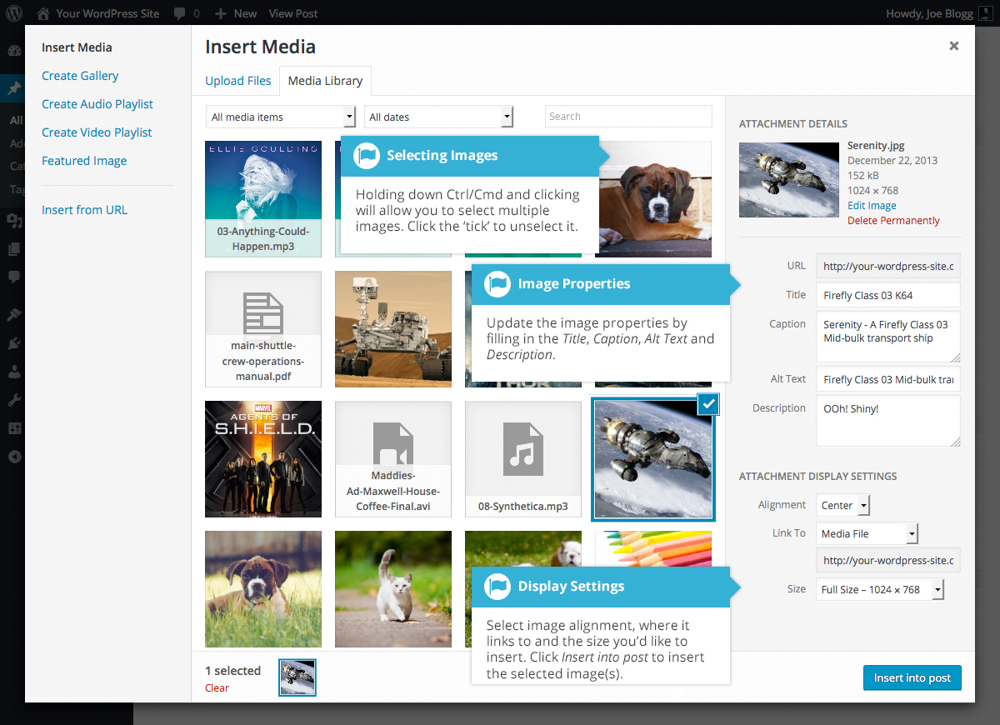 Your WordPress Site
0
New
View Post
Howdy, Joe Blogg
Insert Media
Create Gallery
Create Audio Playlist
Create Video Playlist
Featured Image
Insert from URL
All
Ad
Cat
Tag
Insert Media
Upload Files
Media Library
All media items
All dates
Search
ELLIE GOULDING
03-Anything-Could-
Happen.mp3
Selecting Images
Holding down Ctrl/Cmd and clicking
will allow you to select multiple
images. Click the ‘tick’ to unselect it.
main-shuttle-
crew-operations-
manual.pdf
THOR
Image Properties
Update the image properties by
filling in the Title, Caption, Alt Text and
Description.
MARVEL
AGENTS OF
S.H.I.E.L.D.
Maddies-
Ad-Maxwell-House-
Coffee-Final.avi
08-Synthetica.mp3
Display Settings
Select image alignment, where it
links to and the size you’d like to
insert. Click Insert into post to insert
the selected image(s).
ATTACHMENT DETAILS
Serenity.jpg
December 22, 2013
152 kB
1024 × 768
Edit Image
Delete Permanently
URL
http://your-wordpress-site.c
Title
Firefly Class 03 K64
Caption
Serenity - A Firefly Class 03
Mid-bulk transport ship
Alt Text
Firefly Class 03 Mid-bulk tra
Description
OOh! Shiny!
ATTACHMENT DISPLAY SETTINGS
Alignment
Center
Link To
Media File
http://your-wordpress-site.c
Size
Full Size – 1024 × 768
1 selected
Clear
Insert into post